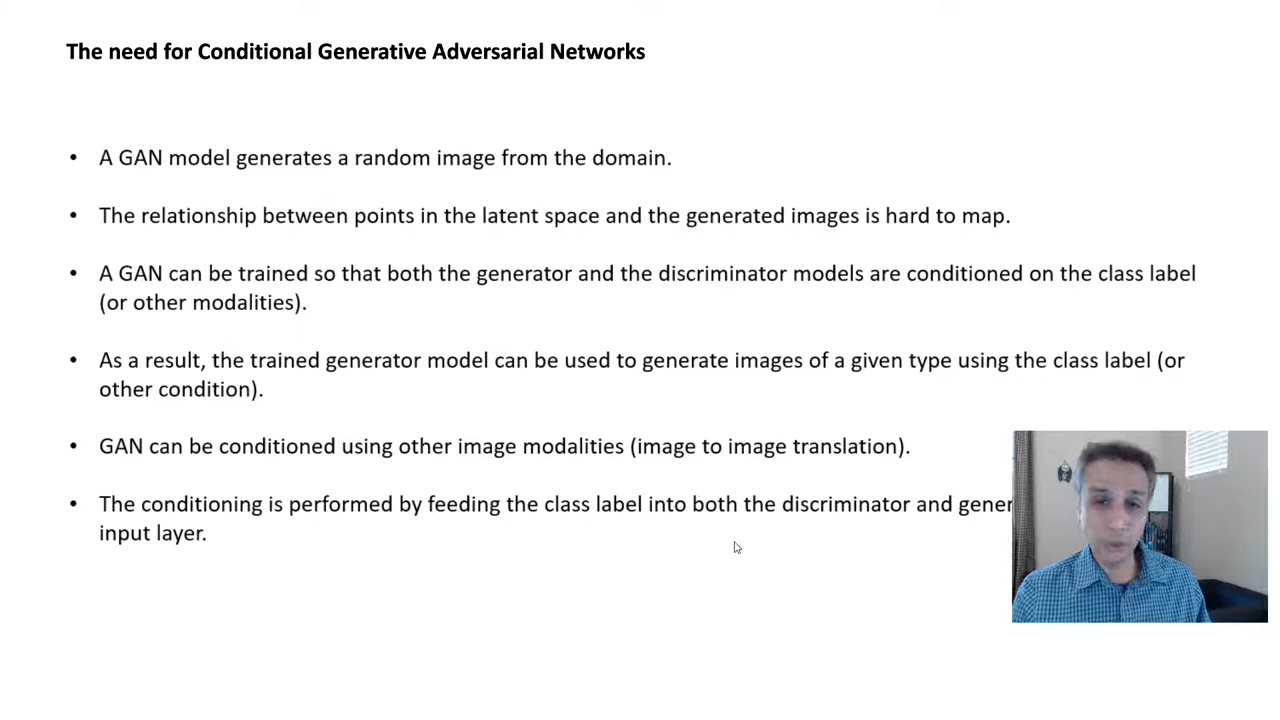 The need for Conditional Generative Adversarial Networks
• A GAN model generates a random image from the domain.
• The relationship between points in the latent space and the generated images is hard to map.
• A GAN can be trained so that both the generator and the discriminator models are conditioned on the class label
(or other modalities).
• As a result, the trained generator model can be used to generate images of a given type using the class label (or
other condition).
• GAN can be conditioned using other image modalities (image to image translation).
• The conditioning is performed by feeding the class label into both the discriminator and
input layer.